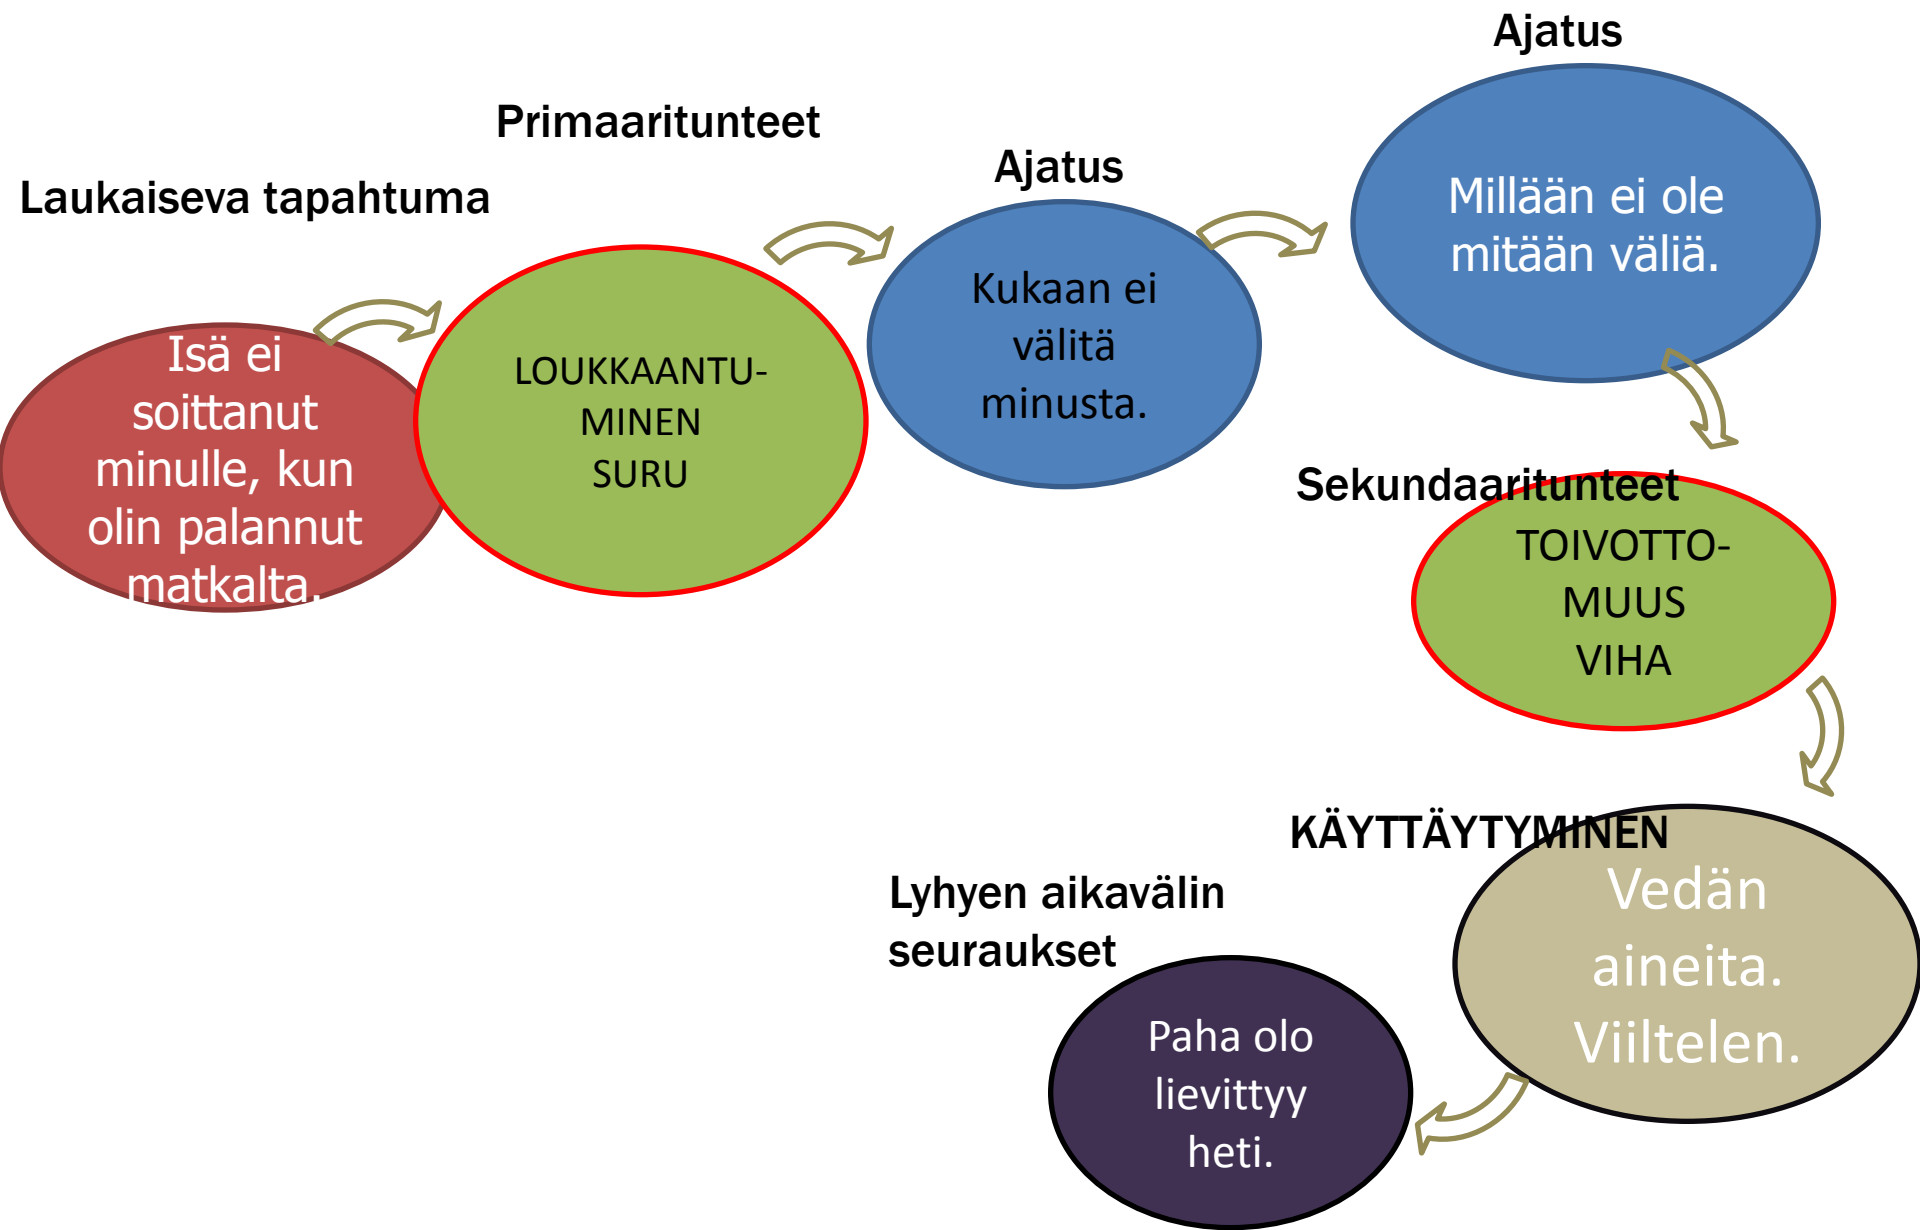 Laukaiseva tapahtuma
Isä ei
soittanut
minulle, kun
olin palannut
matkalta.
Primaaritunteet
LOUKKAANTU-
MINEN
SURU
Ajatus
Kukaan ei
välitä
minusta.
Ajatus
Millään ei ole
mitään väliä.
Sekundaaritunteet
TOIVOTTO-
MUUS
VIHA
KÄYTTÄYTYMINEN
Vedän
aineita.
Viiltelen.
Lyhyen aikavälin
seuraukset
Paha olo
lievittyy
heti.